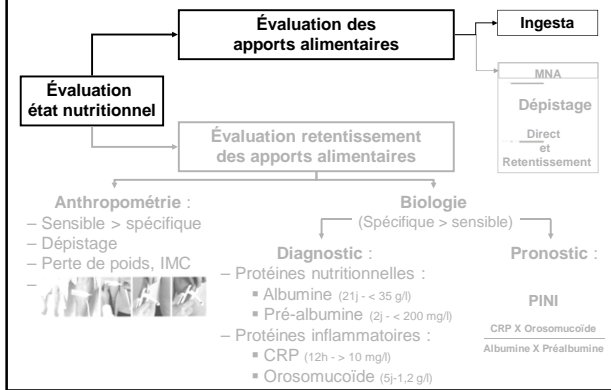 Évaluation des
apports alimentaires
Ingesta
Évaluation
état nutritionnel
MNA
Dépistage
Direct
et
Retentissement
Évaluation retentissement
des apports alimentaires
Anthropométrie :
– Sensible > spécifique
– Dépistage
– Perte de poids, IMC
–
Biologie
(Spécifique > sensible)
Diagnostic :
– Protéines nutritionnelles :
▪ Albumine (21j - < 35 g/l)
▪ Pré-albumine (2j - < 200 mg/l)
– Protéines inflammatoires :
▪ CRP (12h - > 10 mg/l)
▪ Orosomucoïde (5j-1,2 g/l)
Pronostic :
PINI
CRP X Orosomucoïde
Albumine X Préalbumine